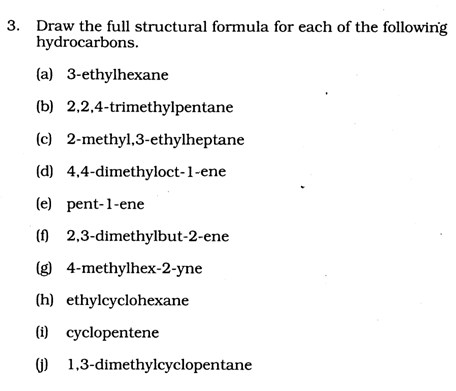 3. Draw the full structural formula for each of the following
hydrocarbons.
(a) 3-ethylhexane
(b) 2,2,4-trimethylpentane
(c) 2-methyl,3-ethylheptane
(d) 4,4-dimethyloct-1-ene
(e) pent-1-ene
(f) 2,3-dimethylbut-2-ene
(g) 4-methylhex-2-yne
(h) ethylcyclohexane
(i) cyclopentene
(j) 1,3-dimethylcyclopentane